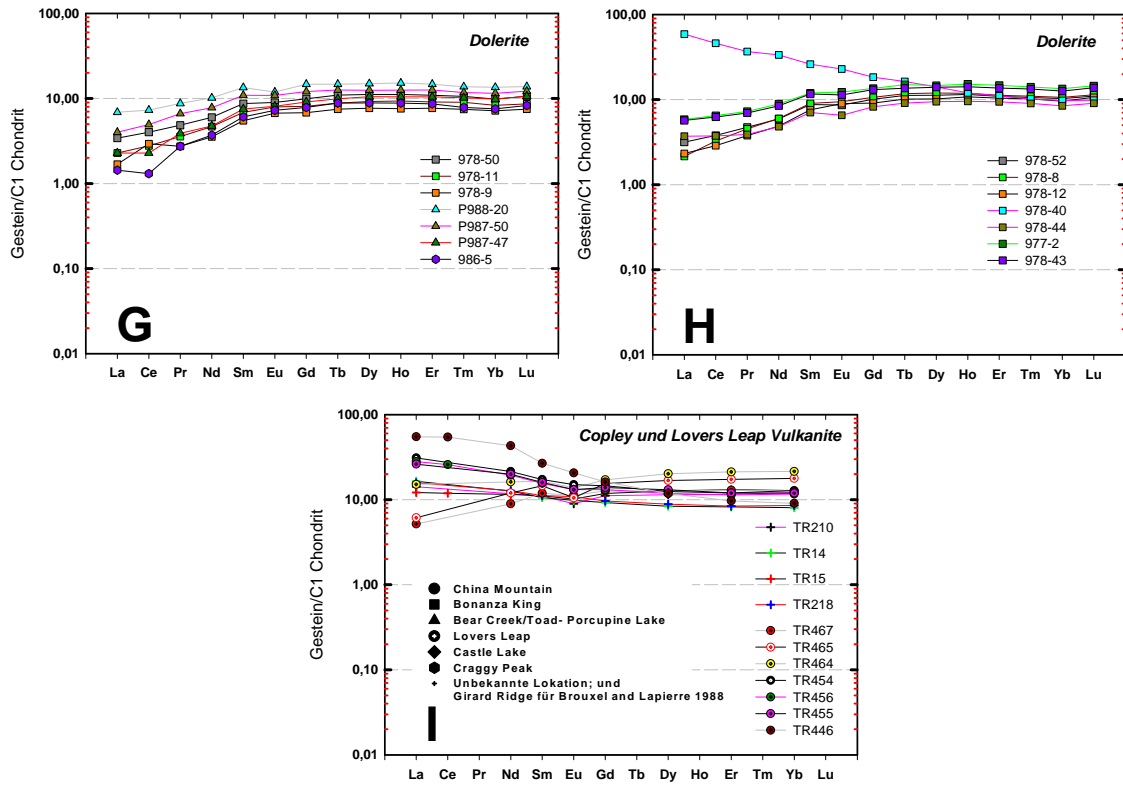 Gestein/C1 Chondrit
100,00
10,00
1,00
0,10
0,01
Dolerite
978-50
978-11
978-9
P988-20
P987-50
P987-47
986-5
G
La Ce Pr Nd Sm Eu Gd Tb Dy Ho Er Tm Yb Lu
Gestein/C1 Chondrit
100,00
10,00
1,00
0,10
0,01
Dolerite
978-52
978-8
978-12
978-40
978-44
977-2
978-43
H
La Ce Pr Nd Sm Eu Gd Tb Dy Ho Er Tm Yb Lu
Gestein/C1 Chondrit
100,00
10,00
1,00
0,10
0,01
Copley und Lovers Leap Vulkanite
TR210
TR14
TR15
TR218
TR467
TR465
TR464
TR454
TR456
TR455
TR446
China Mountain
Bonanza King
Bear Creek/Toad- Porcupine Lake
Lovers Leap
Castle Lake
Craggy Peak
Unbekannte Lokation; und
Girard Ridge für Brouxel and Lapierre 1988
I
La Ce Pr Nd Sm Eu Gd Tb Dy Ho Er Tm Yb Lu